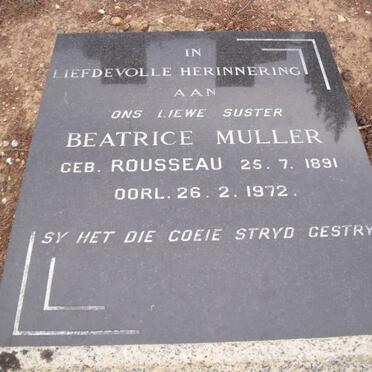 IN
LIEFDEVOLLE HERINNERING
AAN
ONS LIEWE SUSTER
BEATRICE MULLER
GEB. ROUSSEAU 25. 7. 1891
OORL. 26. 2. 1972.
SY HET DIE GOEIE STRYD GESTRY